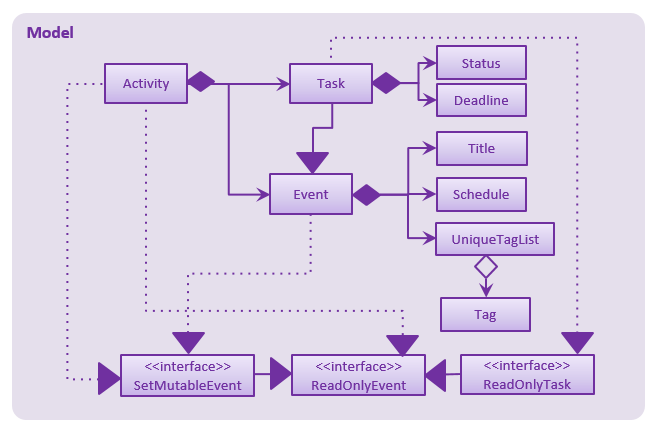 Model
Activity
Task
Status
Deadline
Title
Event
Schedule
UniqueTagList
Tag
<<interface>>
SetMutableEvent
<<interface>>
ReadOnlyEvent
<<interface>>
ReadOnlyTask